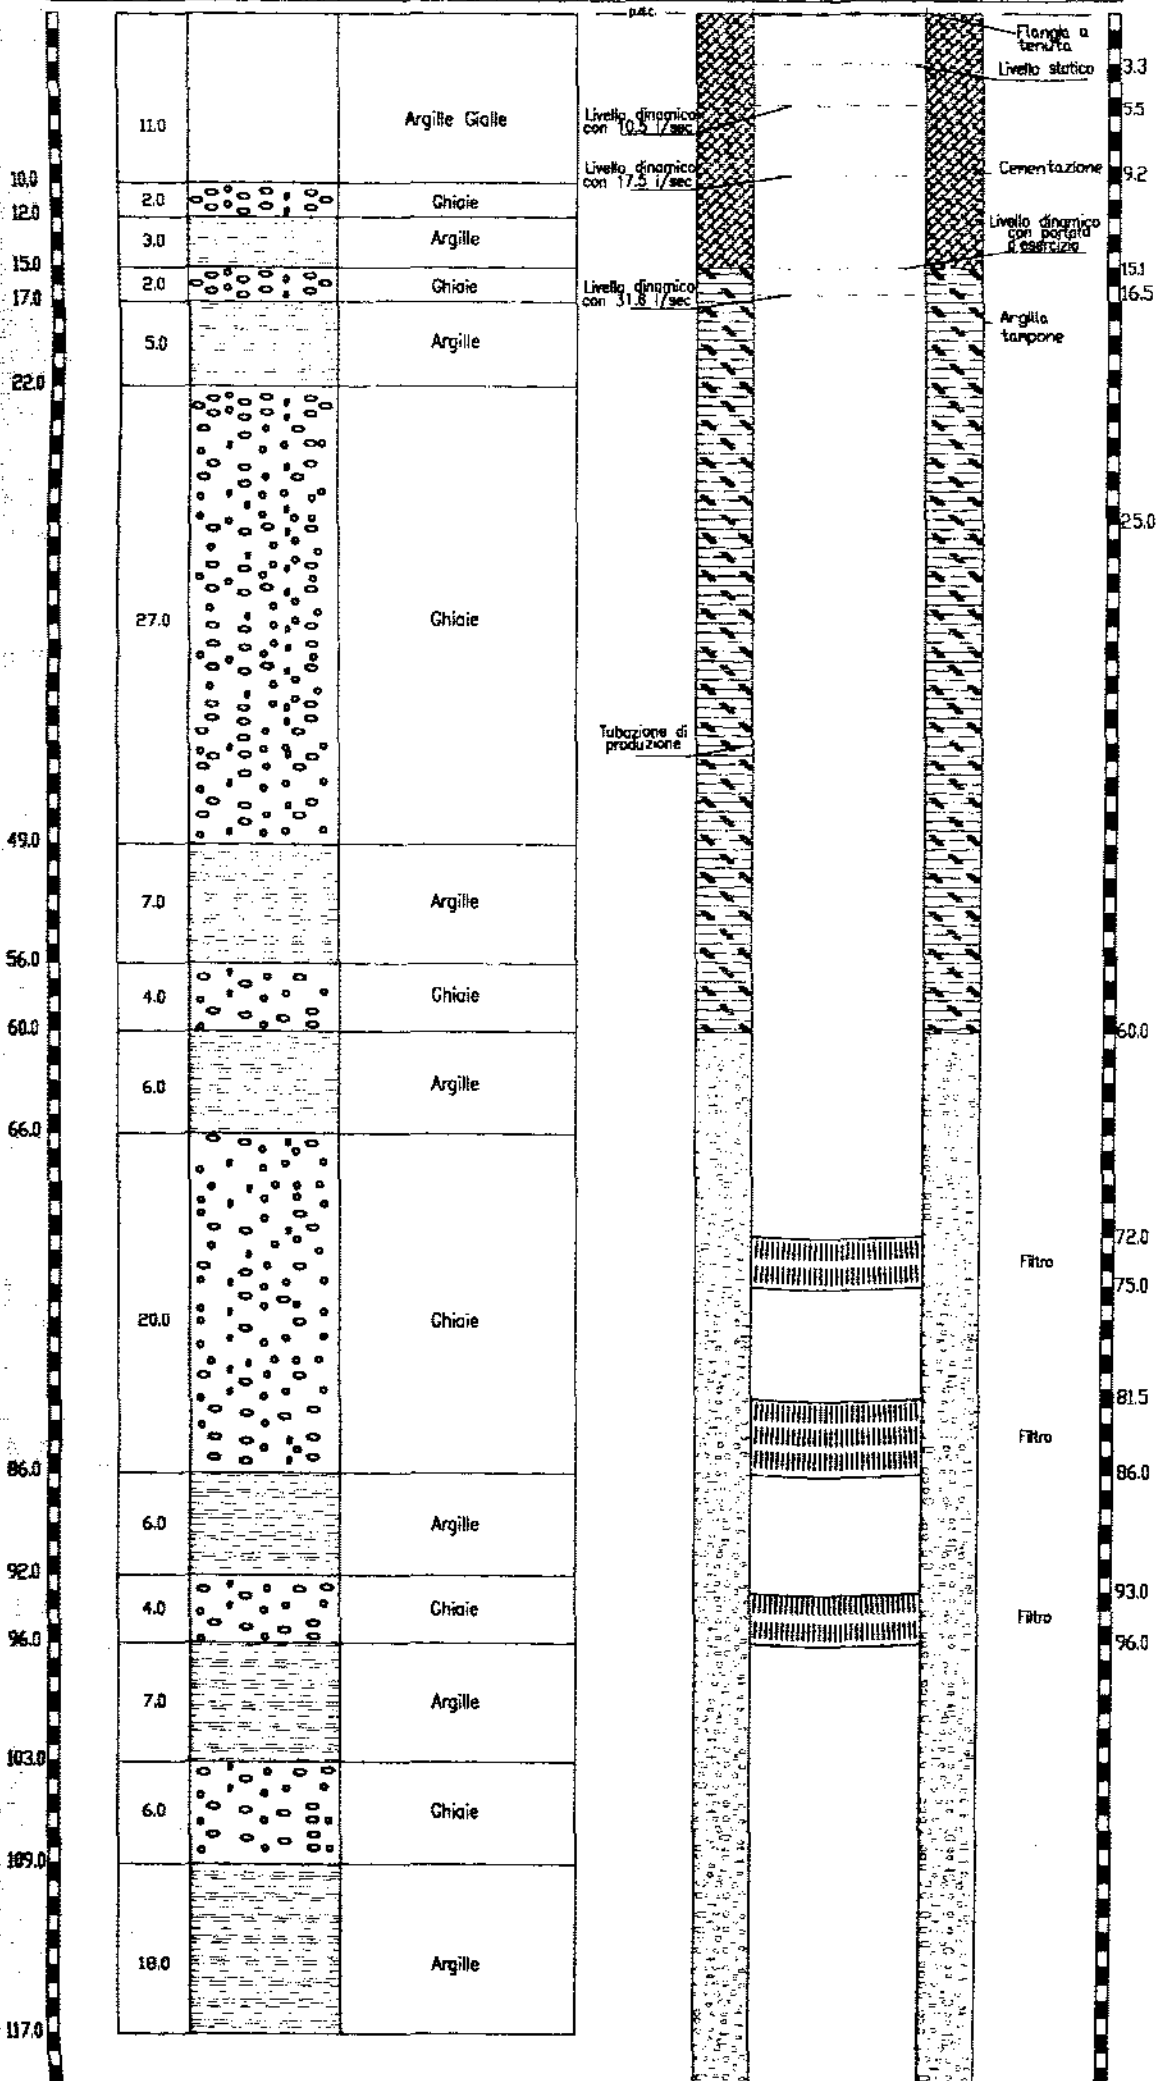 p.d.c.
Flangia a
tenuta
Livello statico
3.3
11.0
Argille Gialle
Livello dinamico
con 10.5 l/sec
5.5
10.0
Livello dinamico
con 17.5 l/sec
Cementazione
9.2
2.0
Ghiaie
12.0
3.0
Argille
Livello dinamico
con portata
d'esercizio
15.0
15.1
2.0
Ghiaie
Livello dinamico
con 31.8 l/sec
16.5
17.0
Argilla
tampone
5.0
Argille
22.0
25.0
27.0
Ghiaie
Tubazione di
produzione
49.0
7.0
Argille
56.0
4.0
Ghiaie
60.0
60.0
6.0
Argille
66.0
72.0
Filtro
75.0
20.0
Ghiaie
81.5
Filtro
86.0
86.0
6.0
Argille
92.0
93.0
4.0
Ghiaie
Filtro
96.0
96.0
7.0
Argille
103.0
6.0
Ghiaie
109.0
18.0
Argille
117.0